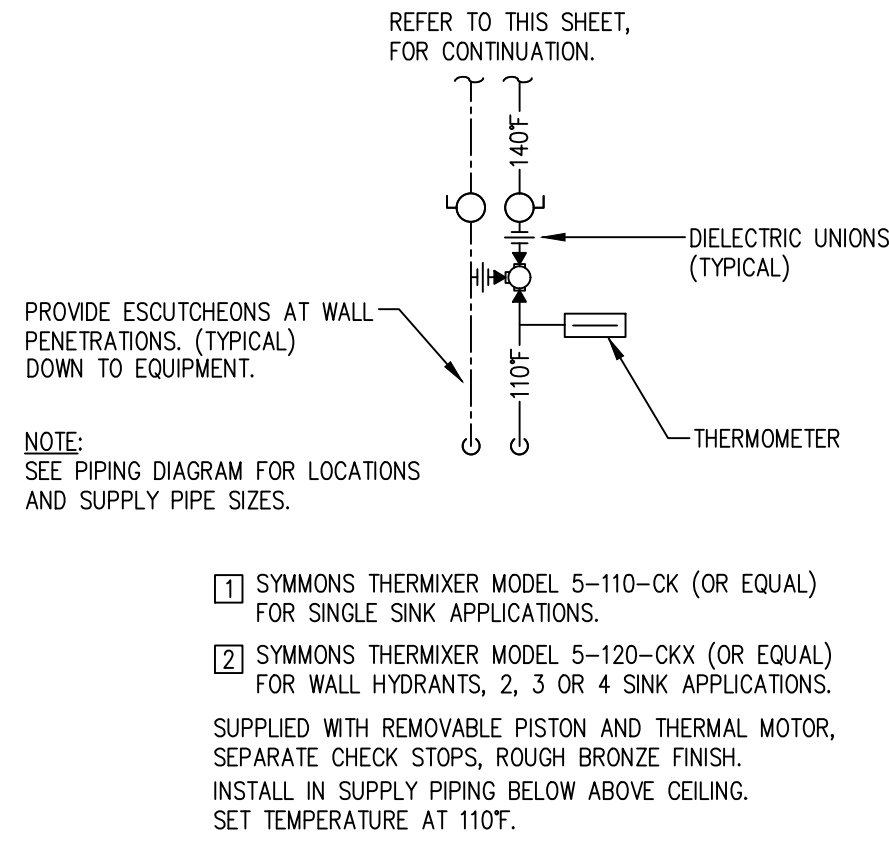 REFER TO THIS SHEET,
FOR CONTINUATION.
140°F
DIELECTRIC UNIONS
(TYPICAL)
PROVIDE ESCUTCHEONS AT WALL
PENETRATIONS. (TYPICAL)
DOWN TO EQUIPMENT.
110°F
THERMOMETER
NOTE:
SEE PIPING DIAGRAM FOR LOCATIONS
AND SUPPLY PIPE SIZES.
1 SYMMONS THERMIXER MODEL 5-110-CK (OR EQUAL)
FOR SINGLE SINK APPLICATIONS.
2 SYMMONS THERMIXER MODEL 5-120-CKX (OR EQUAL)
FOR WALL HYDRANTS, 2, 3 OR 4 SINK APPLICATIONS.
SUPPLIED WITH REMOVABLE PISTON AND THERMAL MOTOR,
SEPARATE CHECK STOPS, ROUGH BRONZE FINISH.
INSTALL IN SUPPLY PIPING BELOW ABOVE CEILING.
SET TEMPERATURE AT 110°F.